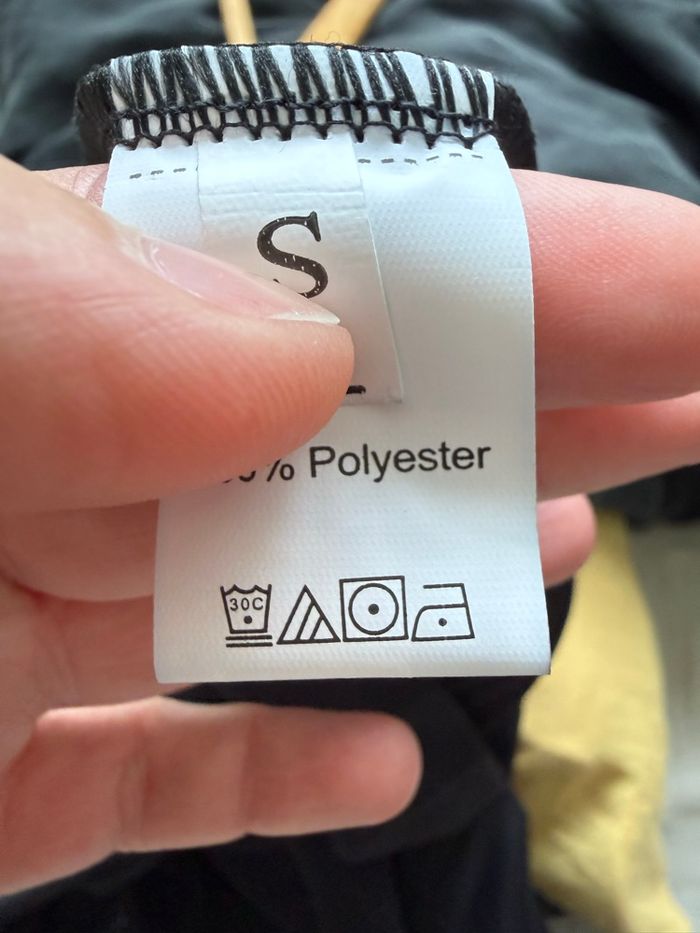 S
% Polyester
30C